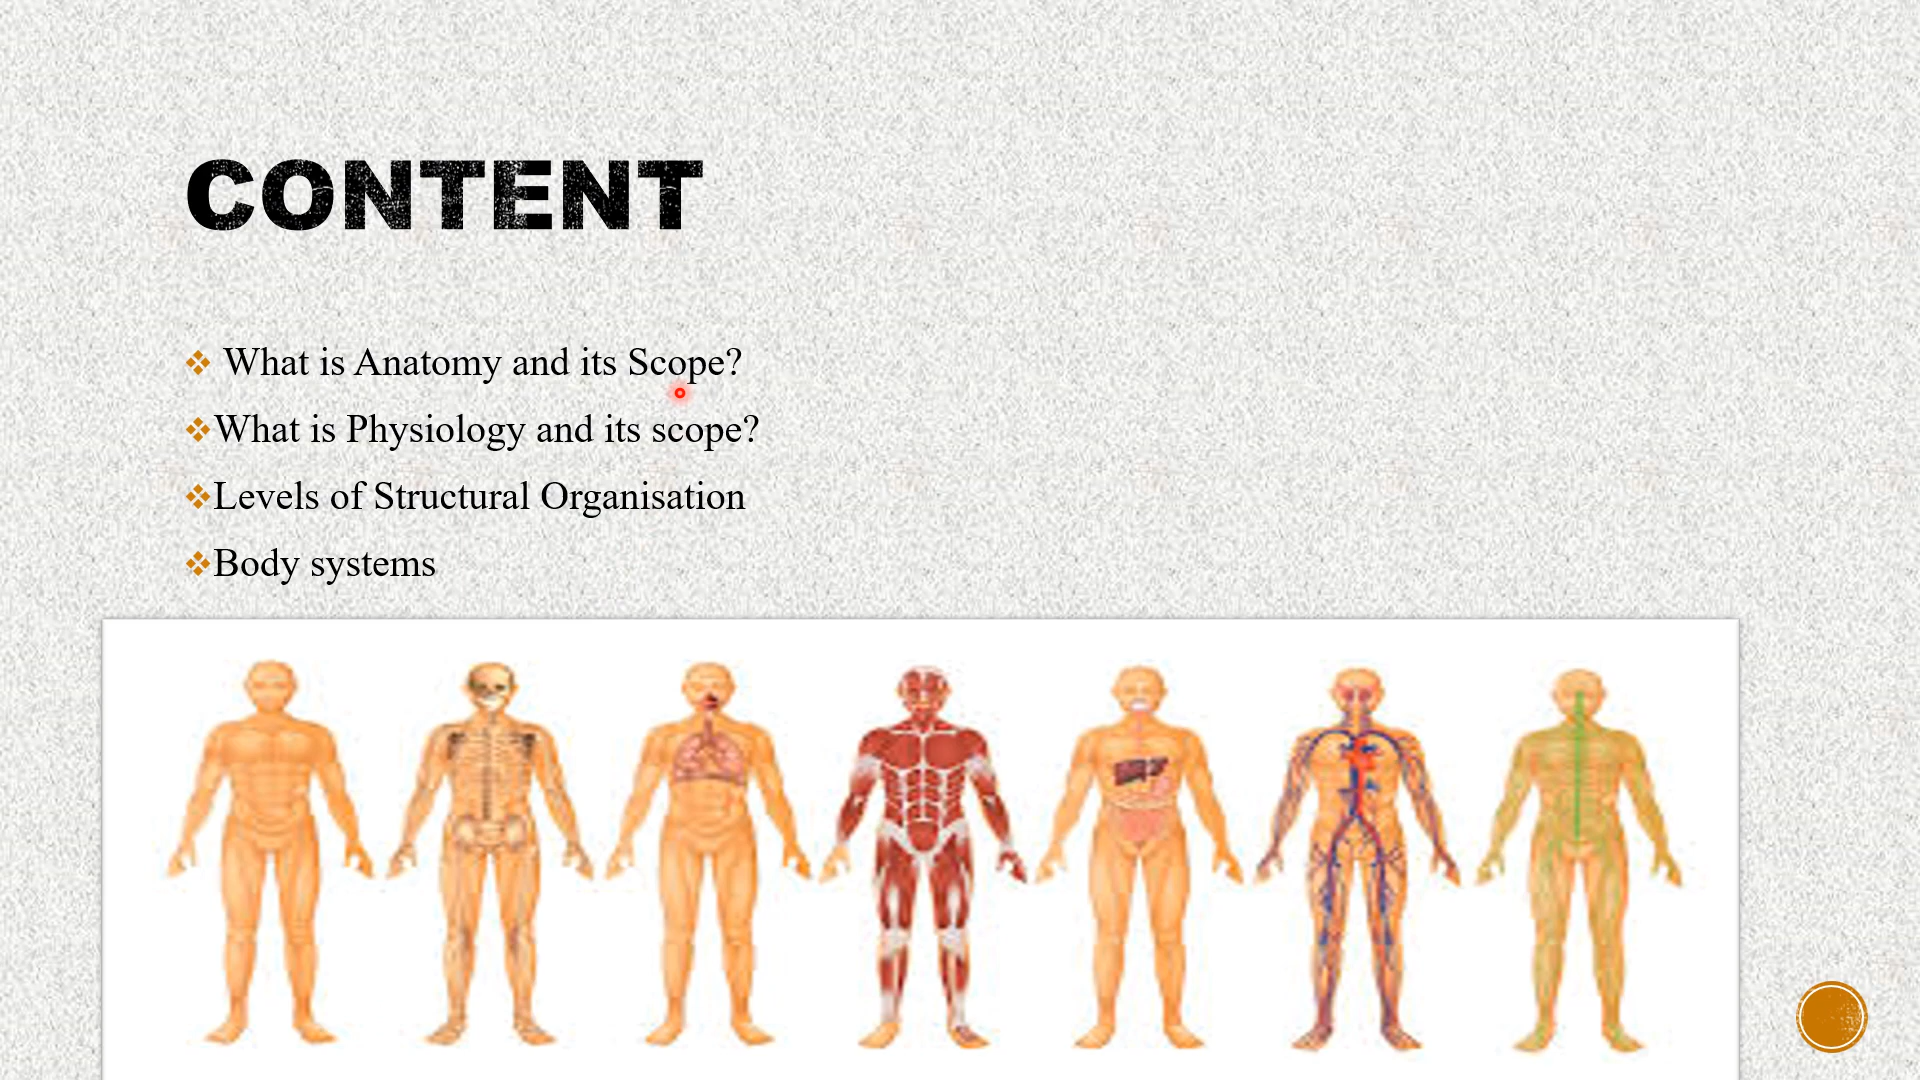 CONTENT
What is Anatomy and its Scope?
What is Physiology and its scope?
Levels of Structural Organisation
Body systems